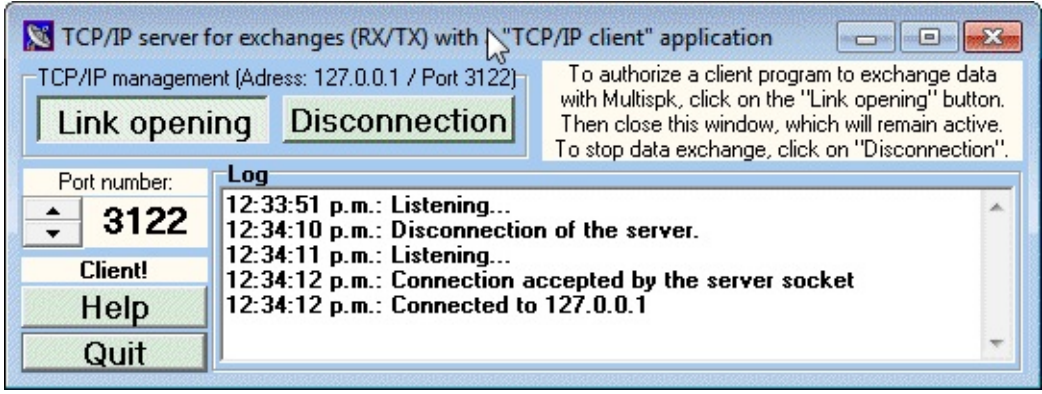 TCP/IP server for exchanges (RX/TX) with "TCP/IP client" application
TCP/IP management (Adress: 127.0.0.1 / Port 3122)
Link opening
Disconnection
To authorize a client program to exchange data
with Multispk, click on the "Link opening" button.
Then close this window, which will remain active.
To stop data exchange, click on "Disconnection".
Port number:
3122
Client!
Help
Quit
Log
12:33:51 p.m.: Listening...
12:34:10 p.m.: Disconnection of the server.
12:34:11 p.m.: Listening...
12:34:12 p.m.: Connection accepted by the server socket
12:34:12 p.m.: Connected to 127.0.0.1